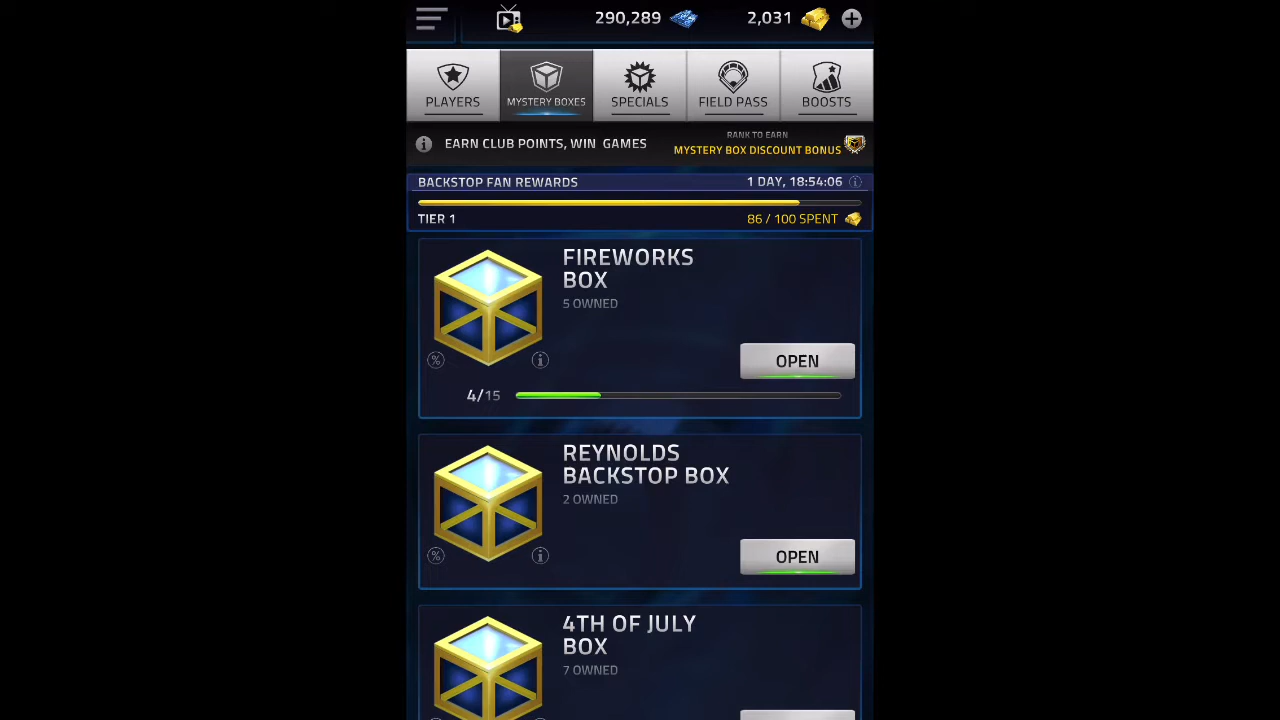 290,289
2,031
PLAYERS
MYSTERY BOXES
SPECIALS
FIELD PASS
BOOSTS
EARN CLUB POINTS, WIN GAMES
RANK TO EARN
MYSTERY BOX DISCOUNT BONUS
BACKSTOP FAN REWARDS
1 DAY, 18:54:06
TIER 1
86 / 100 SPENT
FIREWORKS
BOX
5 OWNED
%
OPEN
4/15
REYNOLDS
BACKSTOP BOX
2 OWNED
%
OPEN
4TH OF JULY
BOX
7 OWNED